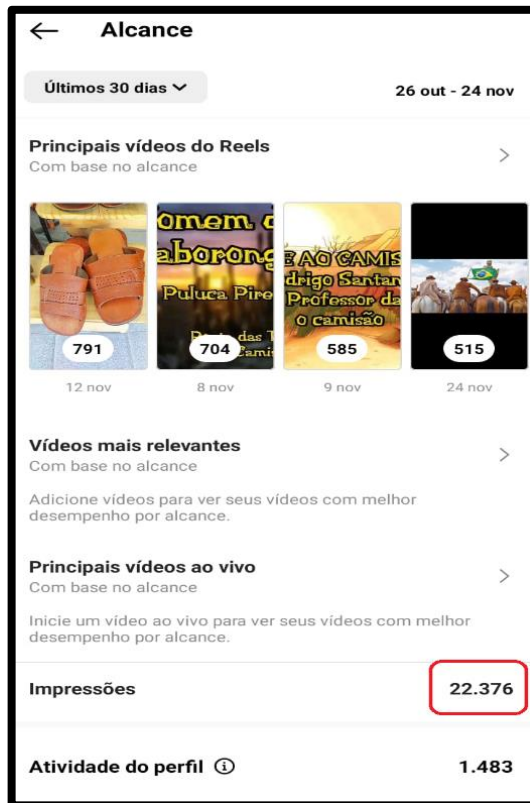 Alcance
Últimos 30 dias
26 out - 24 nov
Principais vídeos do Reels
Com base no alcance
omem
aborong
Puluca Pire
das T
Cami
E AO CAMIS
drigo Santan
Professor da
o camisão
791
704
585
515
12 nov
8 nov
9 nov
24 nov
Vídeos mais relevantes
Com base no alcance
Adicione vídeos para ver seus vídeos com melhor
desempenho por alcance.
Principais vídeos ao vivo
Com base no alcance
Inicie um vídeo ao vivo para ver seus vídeos com melhor
desempenho por alcance.
Impressões
22.376
Atividade do perfil
1.483